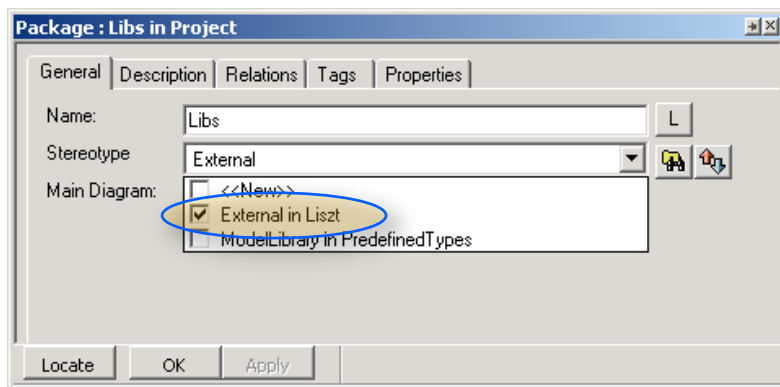 Package : Libs in Project
General Description Relations Tags Properties
Name: Libs L
Stereotype External
Main Diagram: <<New>>
External in Liszt
ModelLibrary in PredefinedTypes
Locate OK Apply